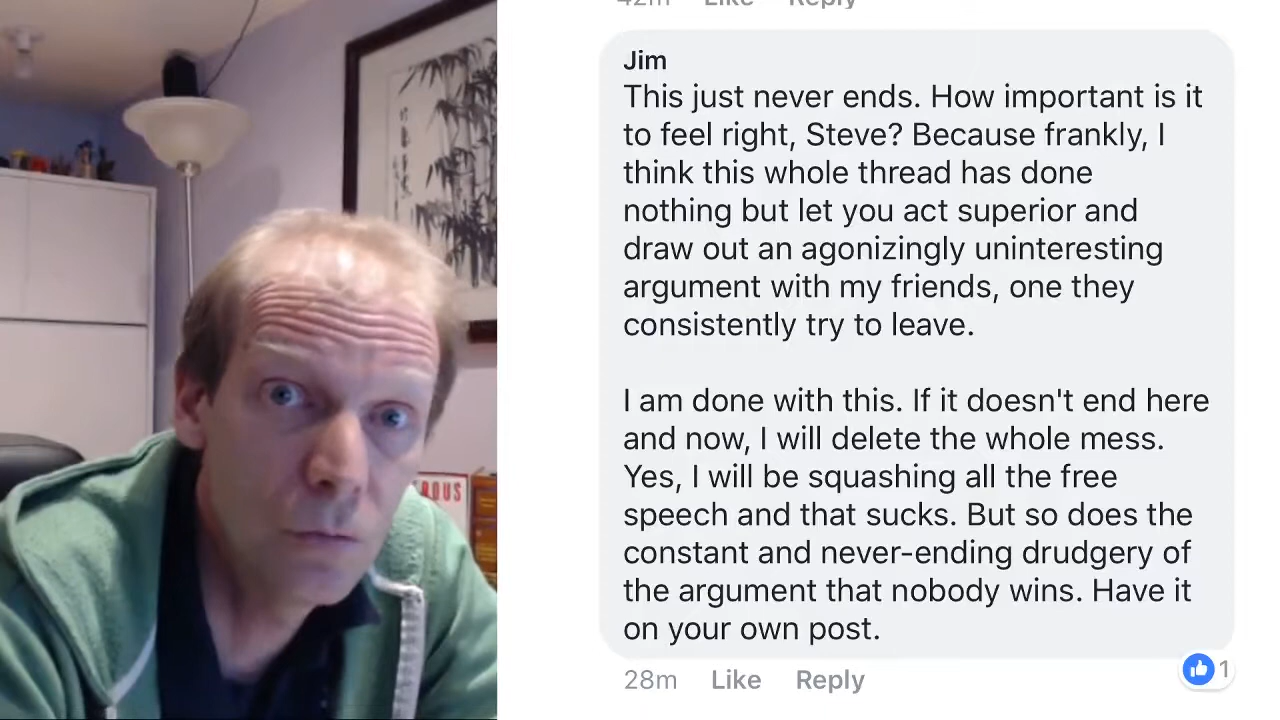 42m Like Reply
Jim
This just never ends. How important is it
to feel right, Steve? Because frankly, I
think this whole thread has done
nothing but let you act superior and
draw out an agonizingly uninteresting
argument with my friends, one they
consistently try to leave.
I am done with this. If it doesn't end here
and now, I will delete the whole mess.
Yes, I will be squashing all the free
speech and that sucks. But so does the
constant and never-ending drudgery of
the argument that nobody wins. Have it
on your own post.
28m Like Reply 1